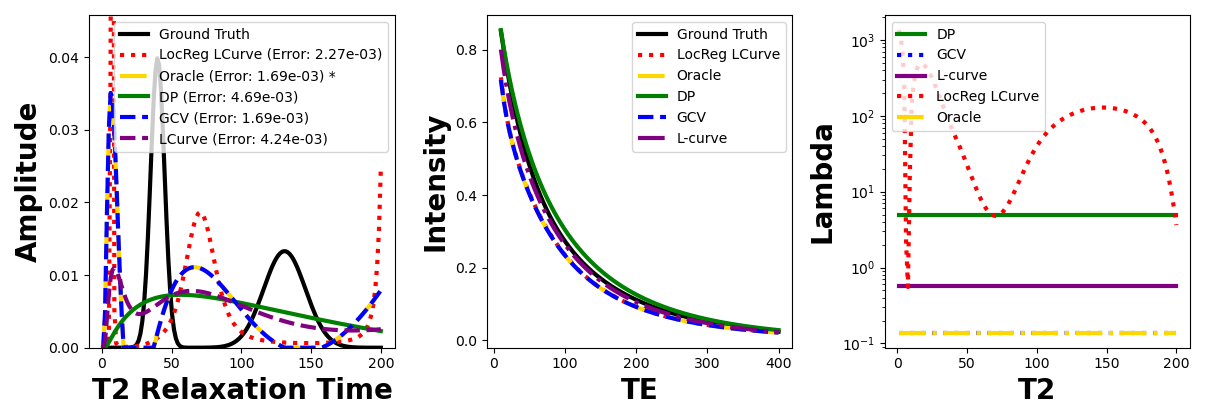 Amplitude
0.04
0.03
0.02
0.01
0.00
Ground Truth
LocReg LCurve (Error: 2.27e-03)
Oracle (Error: 1.69e-03) *
DP (Error: 4.69e-03)
GCV (Error: 1.69e-03)
LCurve (Error: 4.24e-03)
0 50 100 150 200
T2 Relaxation Time
Intensity
0.8
0.6
0.4
0.2
0.0
Ground Truth
LocReg LCurve
Oracle
DP
GCV
L-curve
0 100 200 300 400
TE
Lambda
10³
10²
10¹
10⁰
10⁻¹
DP
GCV
L-curve
LocReg LCurve
Oracle
0 50 100 150 200
T2